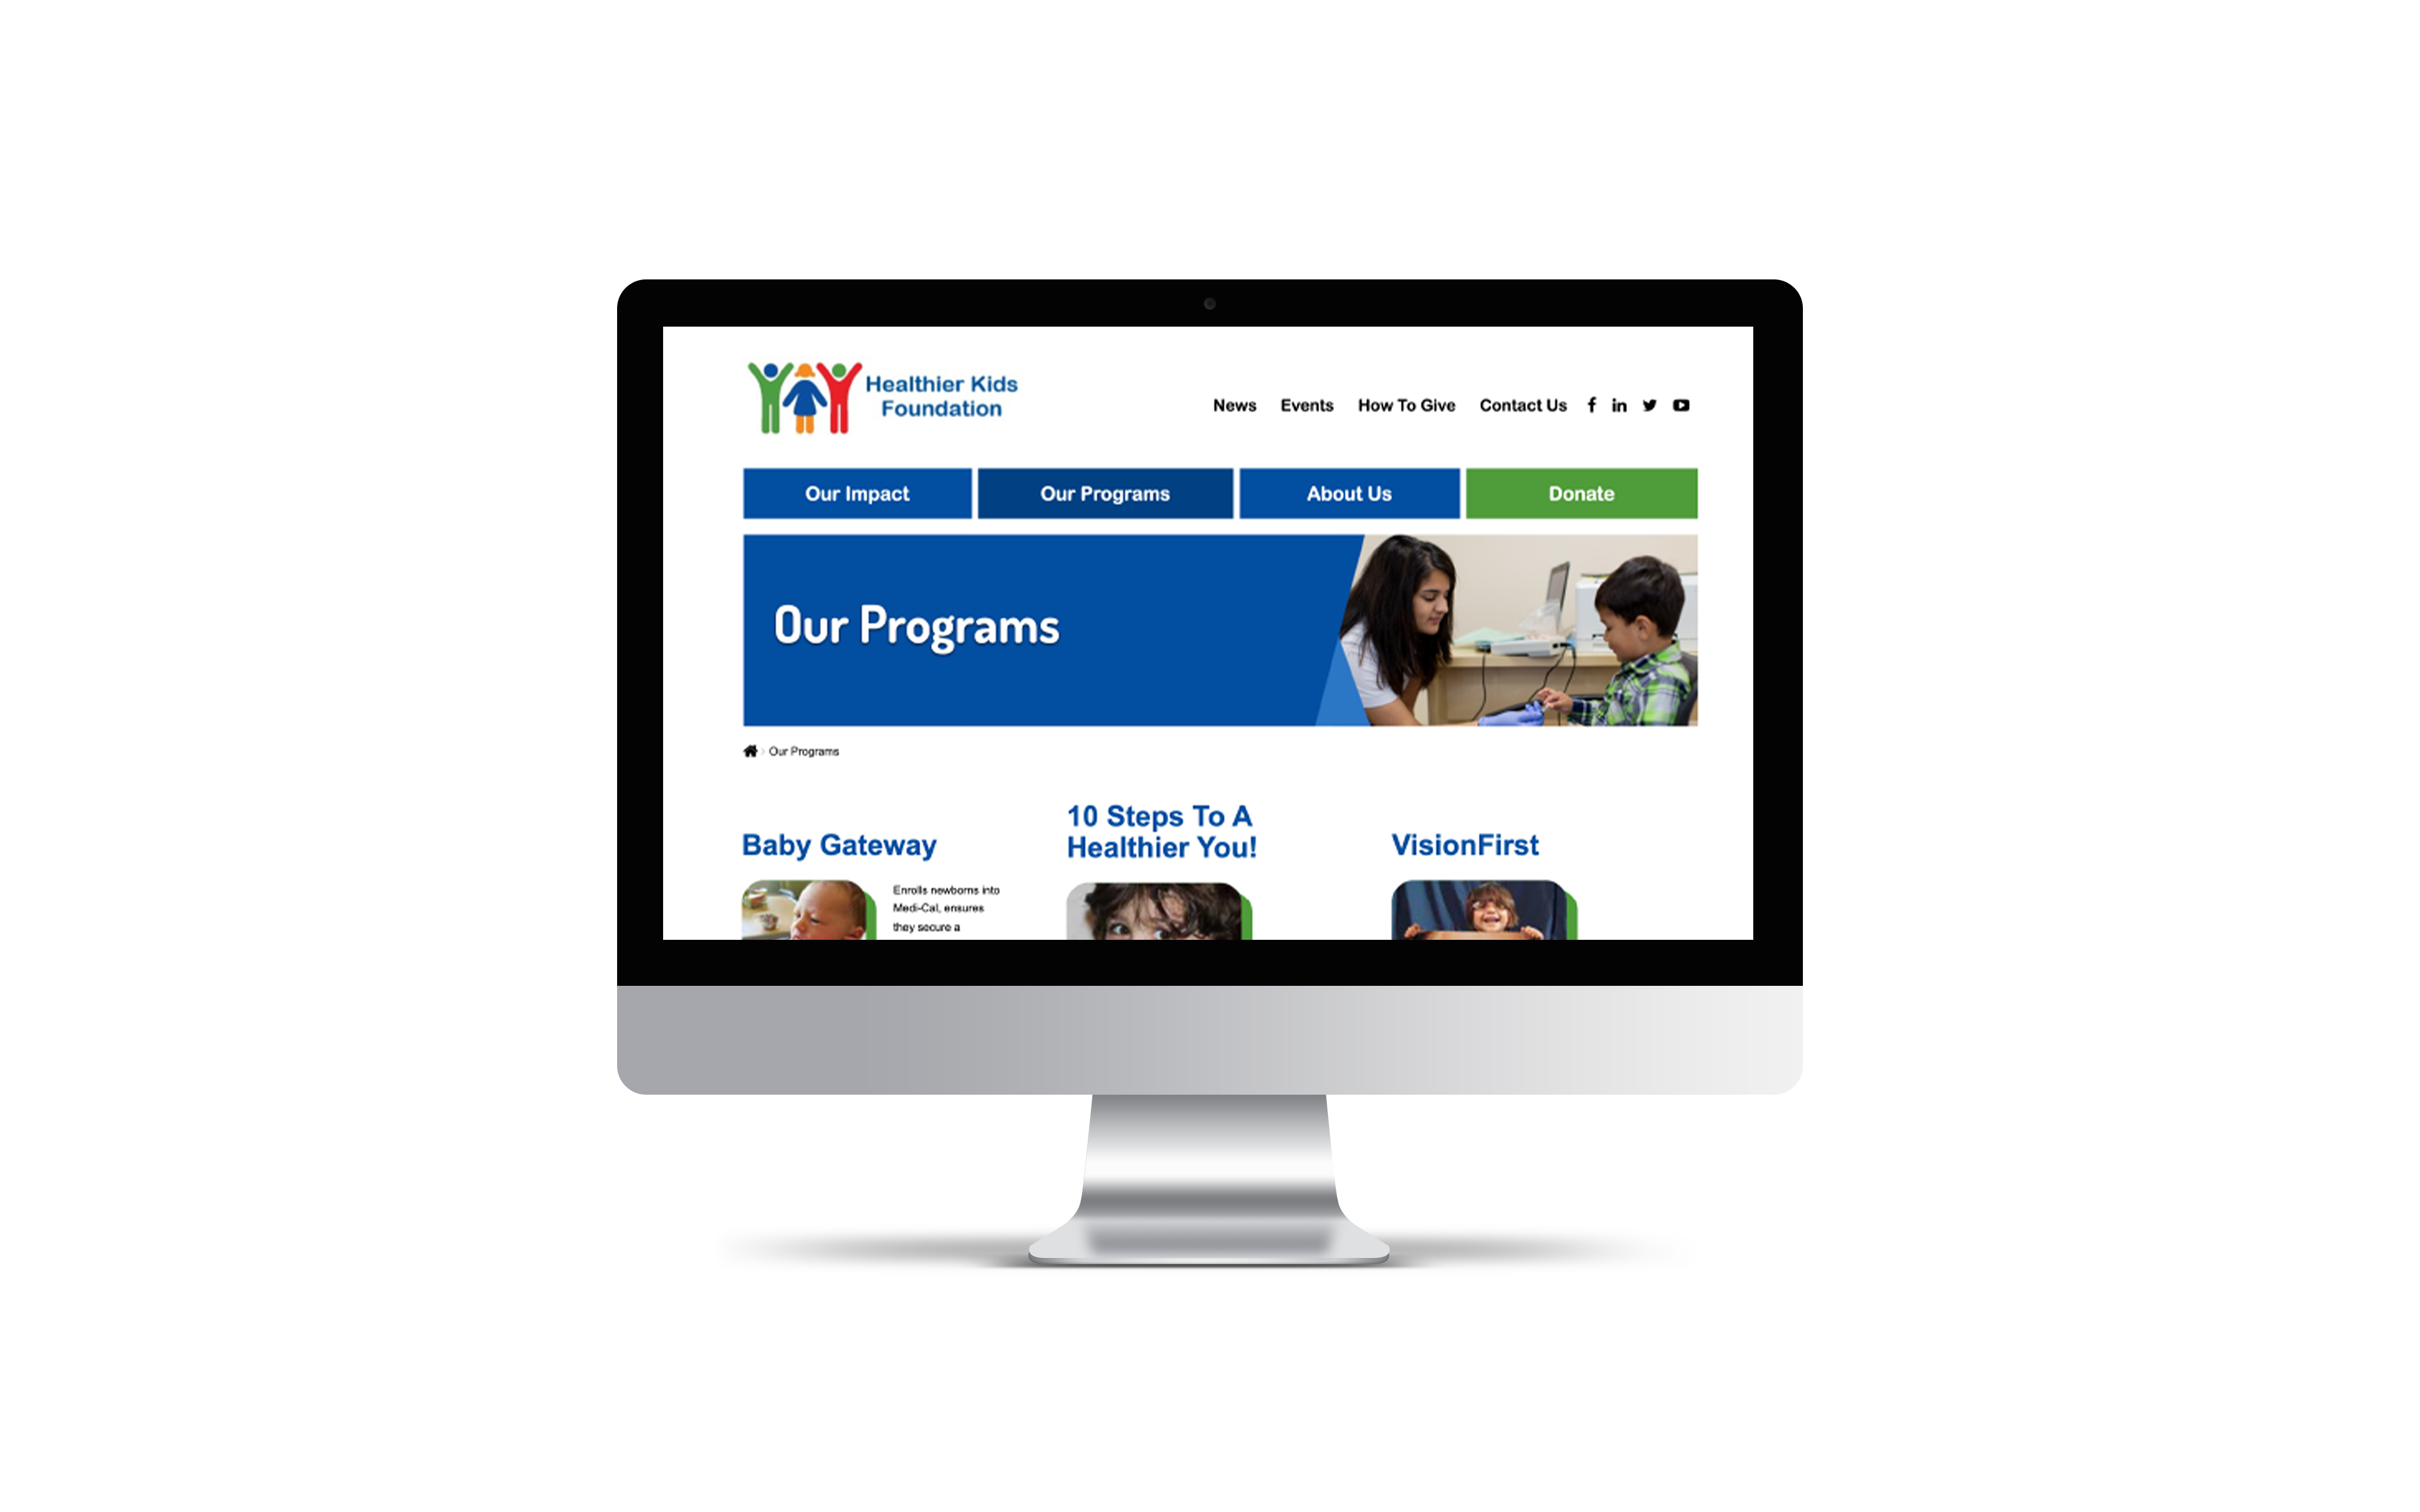 Healthier Kids
Foundation
News Events How To Give Contact Us
Our Impact Our Programs About Us Donate
Our Programs
Our Programs
10 Steps To A
Healthier You!
Baby Gateway
VisionFirst
Enrolls newborns into
Medi-Cal, ensures
they secure a